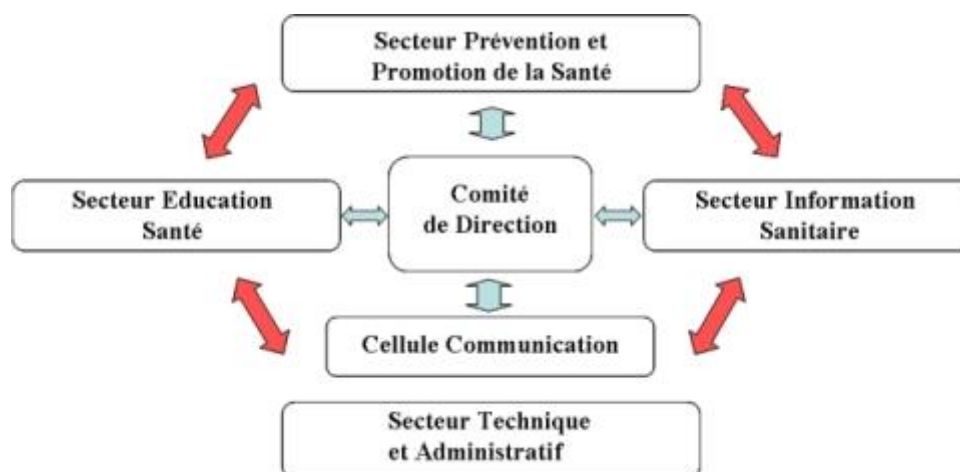 Secteur Prévention et
Promotion de la Santé
Secteur Education
Santé
Comité
de Direction
Secteur Information
Sanitaire
Cellule Communication
Secteur Technique
et Administratif